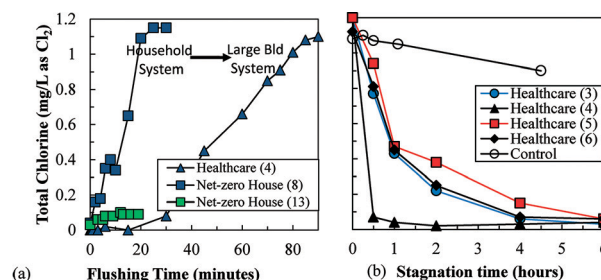 Total Chlorine (mg/L as Cl2)
1.2
1
0.8
0.6
0.4
0.2
0
Household System
Large Bld System
Healthcare (4)
Net-zero House (8)
Net-zero House (13)
0 20 40 60 80
(a) Flushing Time (minutes)
(b)
Healthcare (3)
Healthcare (4)
Healthcare (5)
Healthcare (6)
Control
0 1 2 3 4 5
(b) Stagnation time (hours)